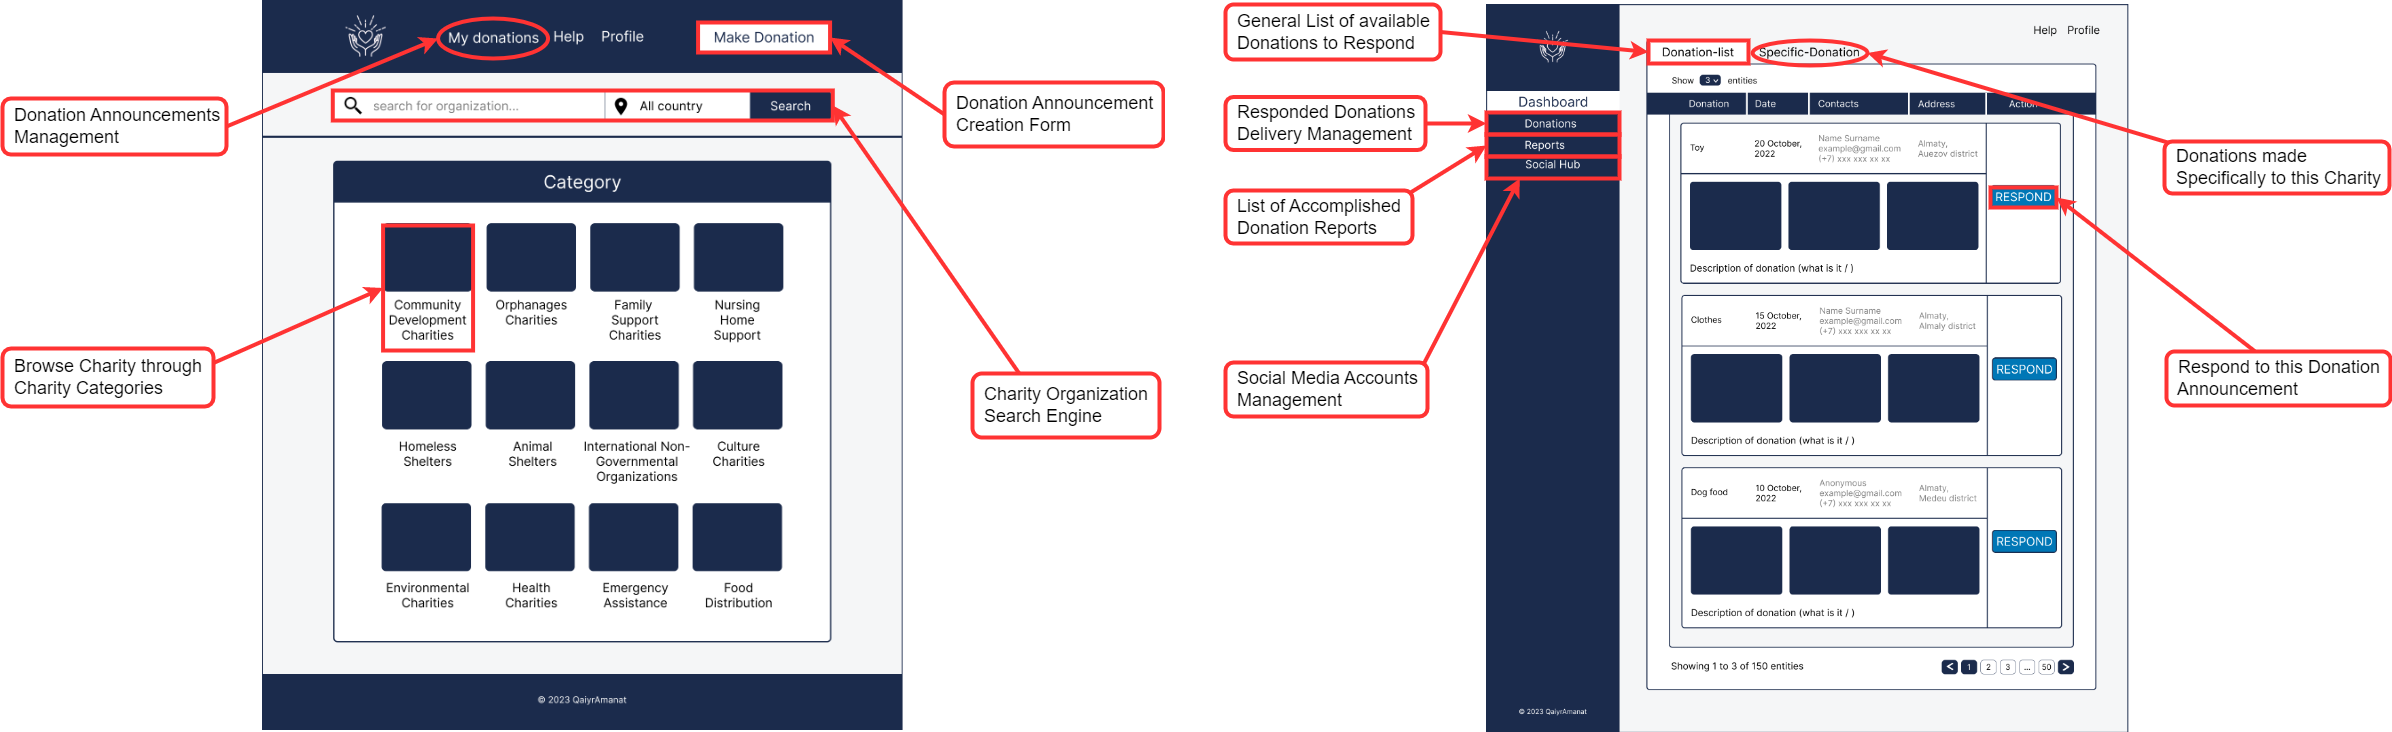 My donations
Help
Profile
Make Donation
Donation Announcements
Management
search for organization...
All country
Search
Donation Announcement
Creation Form
Category
Community
Development
Charities
Orphanages
Charities
Family
Support
Charities
Nursing
Home
Support
Browse Charity through
Charity Categories
Charity Organization
Search Engine
Homeless
Shelters
Animal
Shelters
International Non-
Governmental
Organizations
Culture
Charities
Environmental
Charities
Health
Charities
Emergency
Assistance
Food
Distribution
© 2023 QaiyrAmanat
General List of available
Donations to Respond
Responded Donations
Delivery Management
List of Accomplished
Donation Reports
Social Media Accounts
Management
Dashboard
Donations
Reports
Social Hub
© 2023 QaiyrAmanat
Help
Profile
Donation-list
Specific-Donation
Show 3 entities
Donation
Date
Contacts
Address
Action
Toy
20 October,
2022
Name Surname
example@gmail.com
(+7) xxx xxx xx xx
Almaty,
Auezov district
RESPOND
Description of donation (what is it / )
Clothes
15 October,
2022
Name Surname
example@gmail.com
(+7) xxx xxx xx xx
Almaty,
Almaly district
RESPOND
Description of donation (what is it / )
Dog food
10 October,
2022
Anonymous
example@gmail.com
(+7) xxx xxx xx xx
Almaty,
Medeu district
RESPOND
Description of donation (what is it / )
Showing 1 to 3 of 150 entities
< 1 2 3 ... 50 >
Donations made
Specifically to this Charity
Respond to this Donation
Announcement